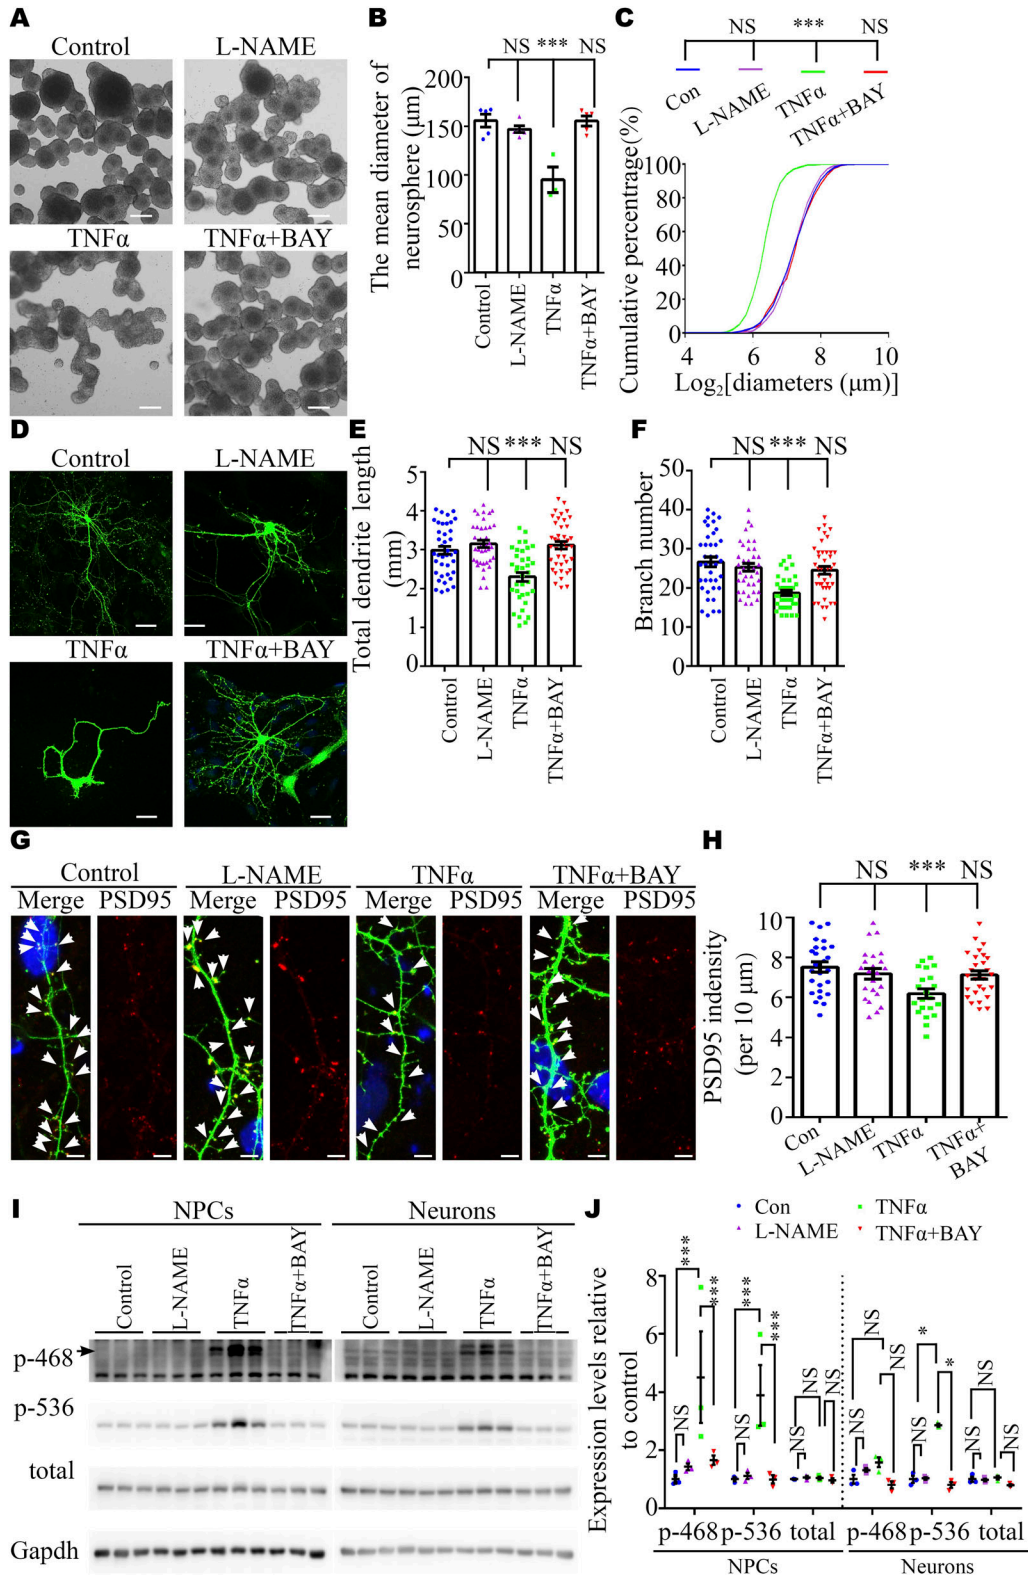 A
Control
L-NAME
TNFα
TNFα+BAY
B
NS *** NS
The mean diameter of
neurosphere (μm)
200
150
100
50
0
Control
L-NAME
TNFα
TNFα+BAY
C
NS *** NS
Con
L-NAME
TNFα
TNFα+BAY
Cumulative percentrage(%)
100
80
60
40
20
0
4 6 8 10
Log2[diameters (μm)]
D
Control
L-NAME
TNFα
TNFα+BAY
E
NS *** NS
Total dendrite length
(mm)
5
4
3
2
1
0
Control
L-NAME
TNFα
TNFα+BAY
F
NS *** NS
Branch number
50
40
30
20
10
0
Control
L-NAME
TNFα
TNFα+BAY
G
Control L-NAME TNFα TNFα+BAY
Merge PSD95 Merge PSD95 Merge PSD95 Merge PSD95
H
NS *** NS
PSD95 indensity
(per 10 μm)
10
8
6
4
2
0
Con
L-NAME
TNFα
TNFα+
BAY
I
NPCs Neurons
Control L-NAME TNFα TNFα+BAY Control L-NAME TNFα TNFα+BAY
p-468
p-536
total
Gapdh
J
Con TNFα
L-NAME TNFα+BAY
Expression levels relative
to control
8
6
4
2
0
*** NS ***
*** NS ***
NS NS NS
NS NS NS
* NS *
NS NS NS
p-468 p-536 total p-468 p-536 total
NPCs Neurons